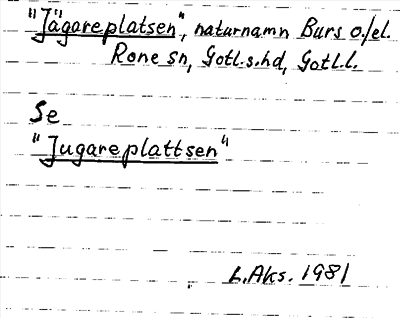 "Jägareplatsen", naturnamn Burs o./el.
Rone sn, Gotl.s.hd, Gotl.l.
Se
"Jugareplattsen"
L.Aks. 1981